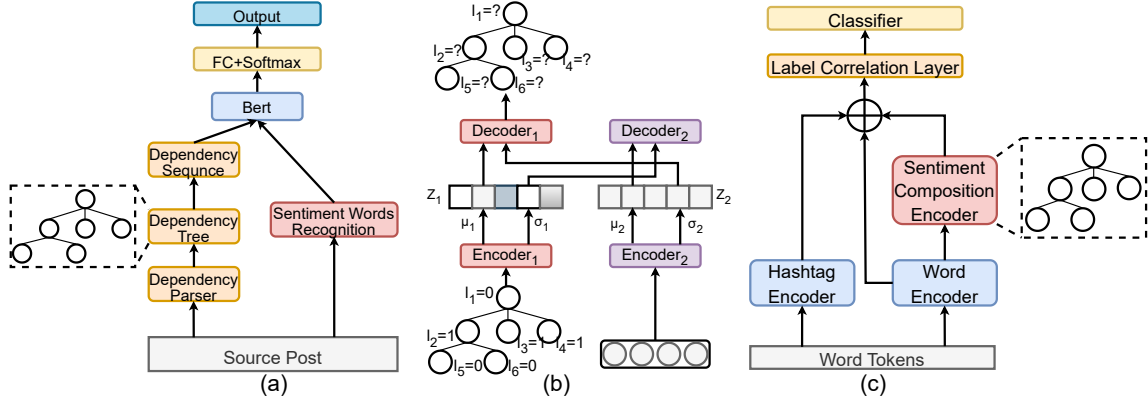 Output
FC+Softmax
Bert
Dependency
Sequnce
Dependency
Tree
Dependency
Parser
Sentiment Words
Recognition
Source Post
(a)
l₁=?
l₂=?
l₃=?
l₄=?
l₅=?
l₆=?
Decoder₁
Decoder₂
Z₁
Z₂
μ₁
σ₁
μ₂
σ₂
Encoder₁
Encoder₂
l₁=0
l₂=1
l₃=1
l₄=1
l₅=0
l₆=0
(b)
Classifier
Label Correlation Layer
Sentiment
Composition
Encoder
Hashtag
Encoder
Word
Encoder
Word Tokens
(c)